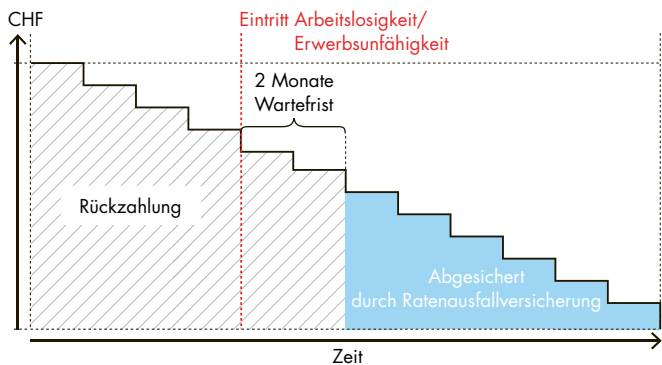 CHF
Eintritt Arbeitslosigkeit/
Erwerbsunfähigkeit
2 Monate
Wartefrist
Rückzahlung
Abgesichert
durch Ratenausfallversicherung
Zeit